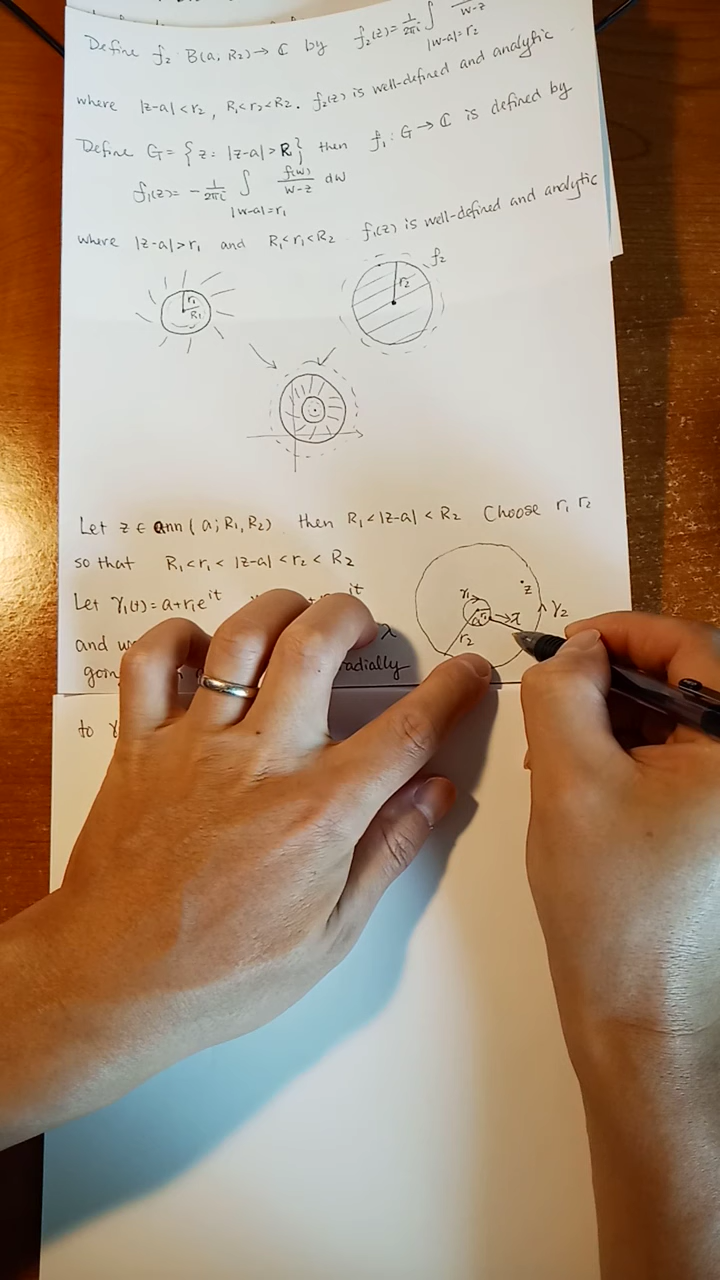 Define f₂: B(a; R₂) → ℂ by f₂(z) = 1/2πi ∫_{|w-a|=r₂} /w-z
where |z-a| < r₂, R₁<r₂<R₂. f₂(z) is well-defined and analytic
Define G = { z: |z-a| > R } then f₁: G → ℂ is defined by
f₁(z) = - 1/2πi ∫_{|w-a|=r₁} f(w)/w-z dw
where |z-a| > r₁ and R₁<r₁<R₂ f₁(z) is well-defined and analytic
r₁ R₁ r₂ f₂
Let z ∈ ann (a; R₁, R₂) then R₁ < |z-a| < R₂ Choose r₁ r₂
so that R₁ < r₁ < |z-a| < r₂ < R₂
Let γ₁(t) = a+r₁e^{it} it
and λ
radially
γ₁ z a r₁ λ γ₂ r₂
to γ